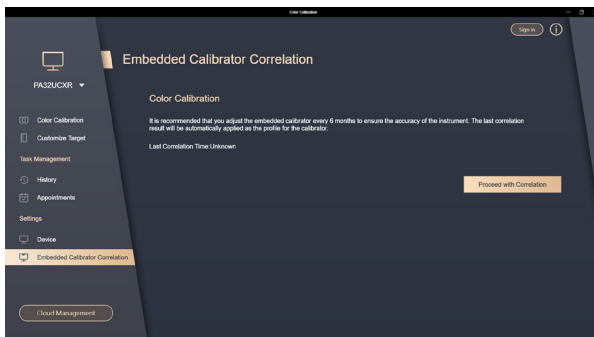 Color Calibration
Sign in
PA32UCXR
Embedded Calibrator Correlation
Color Calibration
It is recommended that you adjust the embedded calibrator every 6 months to ensure the accuracy of the instrument. The last correlation
result will be automatically applied as the profile for the calibrator.
Last Correlation Time:Unknown
Proceed with Correlation
Color Calibration
Customize Target
Task Management
History
Appointments
Settings
Device
Embedded Calibrator Correlation
Cloud Management